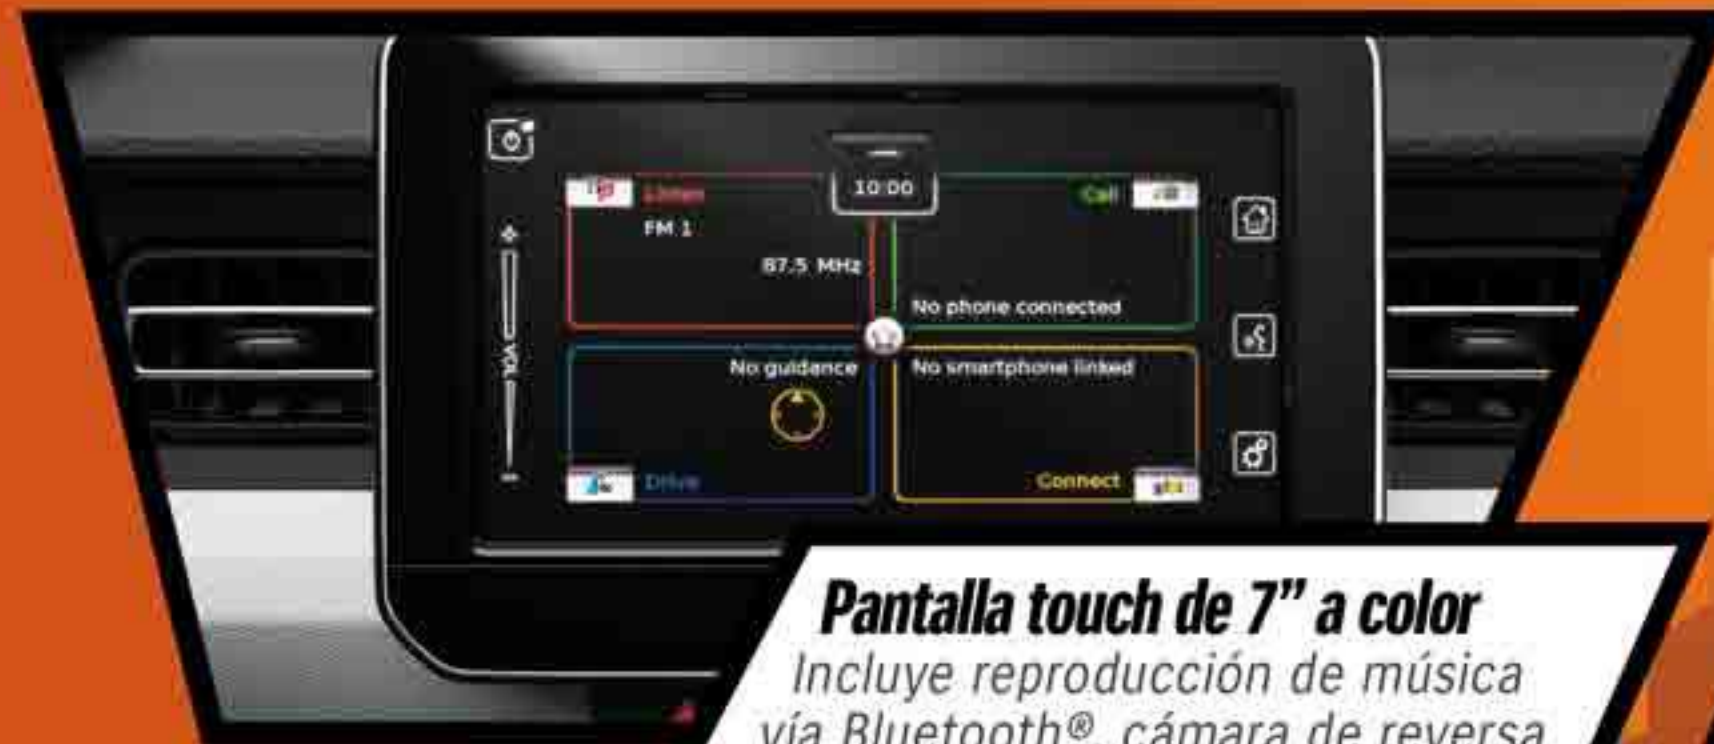 10:00
Listen
Call
FM 1
87.5 MHz
No phone connected
VOL
No guidance
No smartphone linked
Drive
Connect
Pantalla touch de 7” a color
Incluye reproducción de música
vía Bluetooth®, cámara de reversa